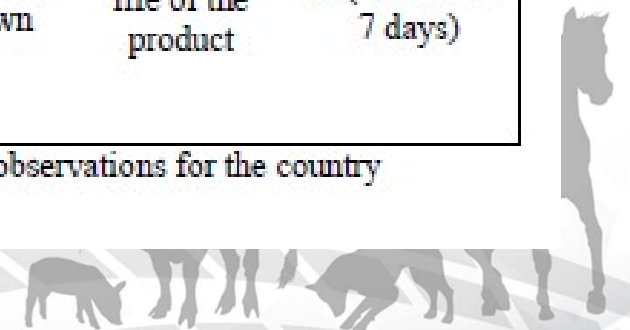 wn
life of the
product
7 days)
observations for the country